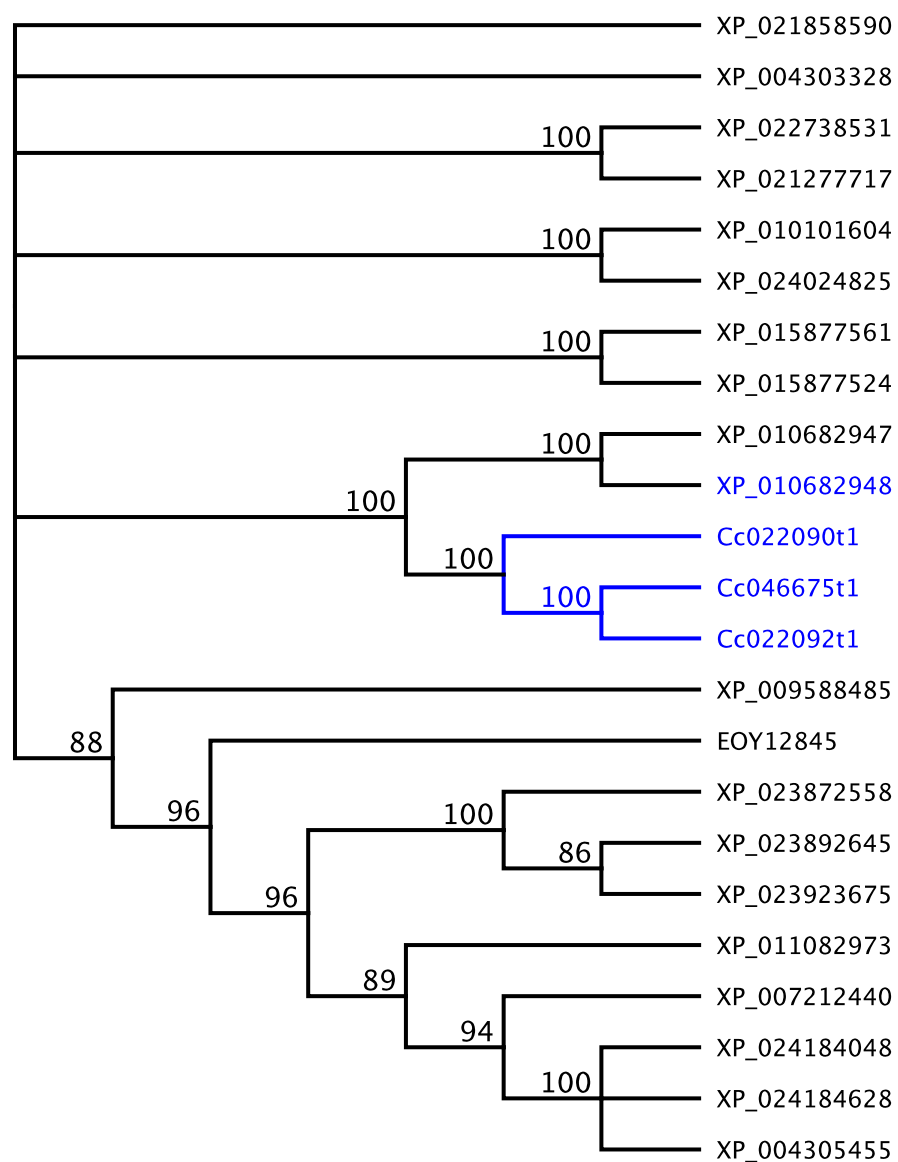 XP_021858590
XP_004303328
100
XP_022738531
XP_021277717
100
XP_010101604
XP_024024825
100
XP_015877561
XP_015877524
100
XP_010682947
XP_010682948
100
100
Cc022090t1
100
Cc046675t1
Cc022092t1
XP_009588485
88
EOY12845
96
XP_023872558
100
XP_023892645
86
XP_023923675
96
XP_011082973
89
XP_007212440
94
XP_024184048
100
XP_024184628
XP_004305455